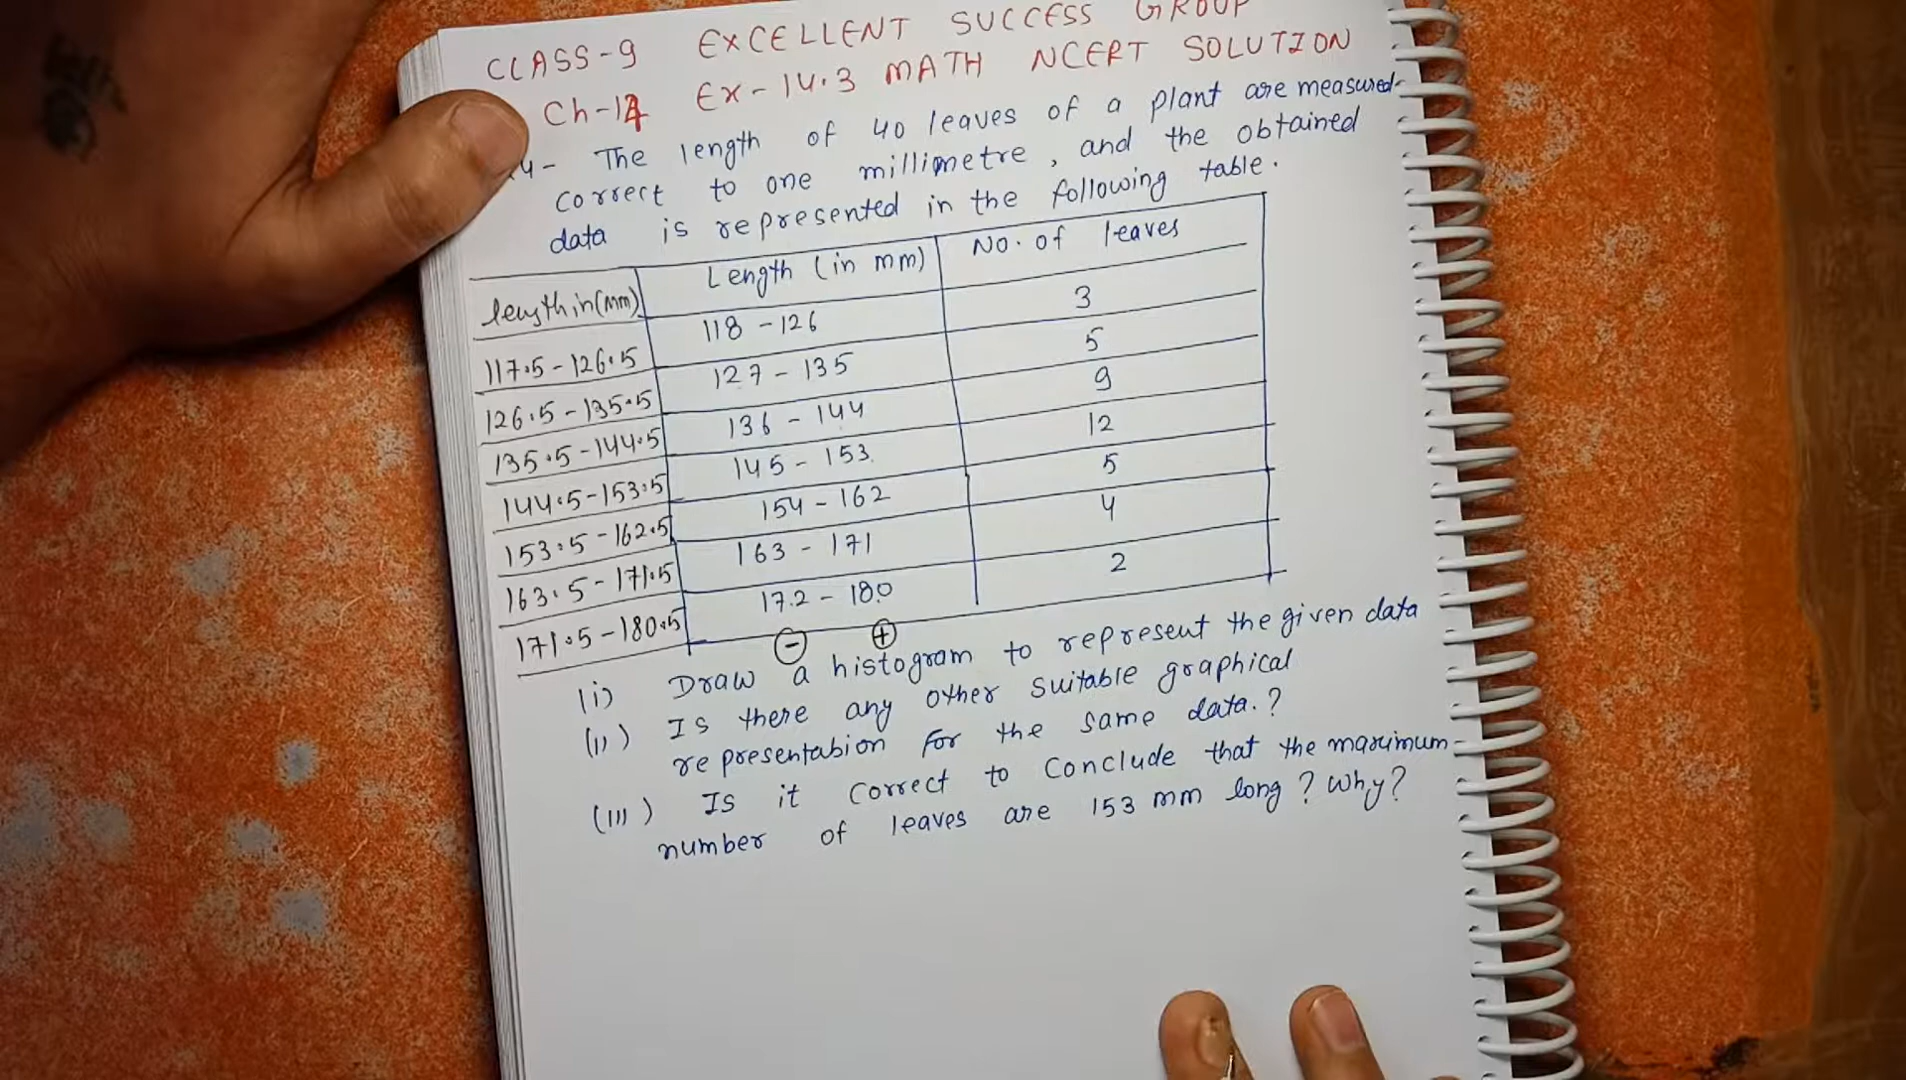 CLASS-9 EXCELLENT SUCCESS GROUP
Ch-14 Ex-14.3 MATH NCERT SOLUTION
4- The length of 40 leaves of a plant are measured
correct to one millimetre, and the obtained
data is represented in the following table.
length in (mm) Length (in mm) No. of leaves
117.5-126.5 118-126 3
126.5-135.5 127-135 5
135.5-144.5 136-144 9
144.5-153.5 145-153 12
153.5-162.5 154-162 5
163.5-171.5 163-171 4
171.5-180.5 172-180 2
- +
(i) Draw a histogram to represent the given data
(ii) Is there any other suitable graphical
representation for the same data.?
(iii) Is it correct to conclude that the maximum
number of leaves are 153 mm long? Why?